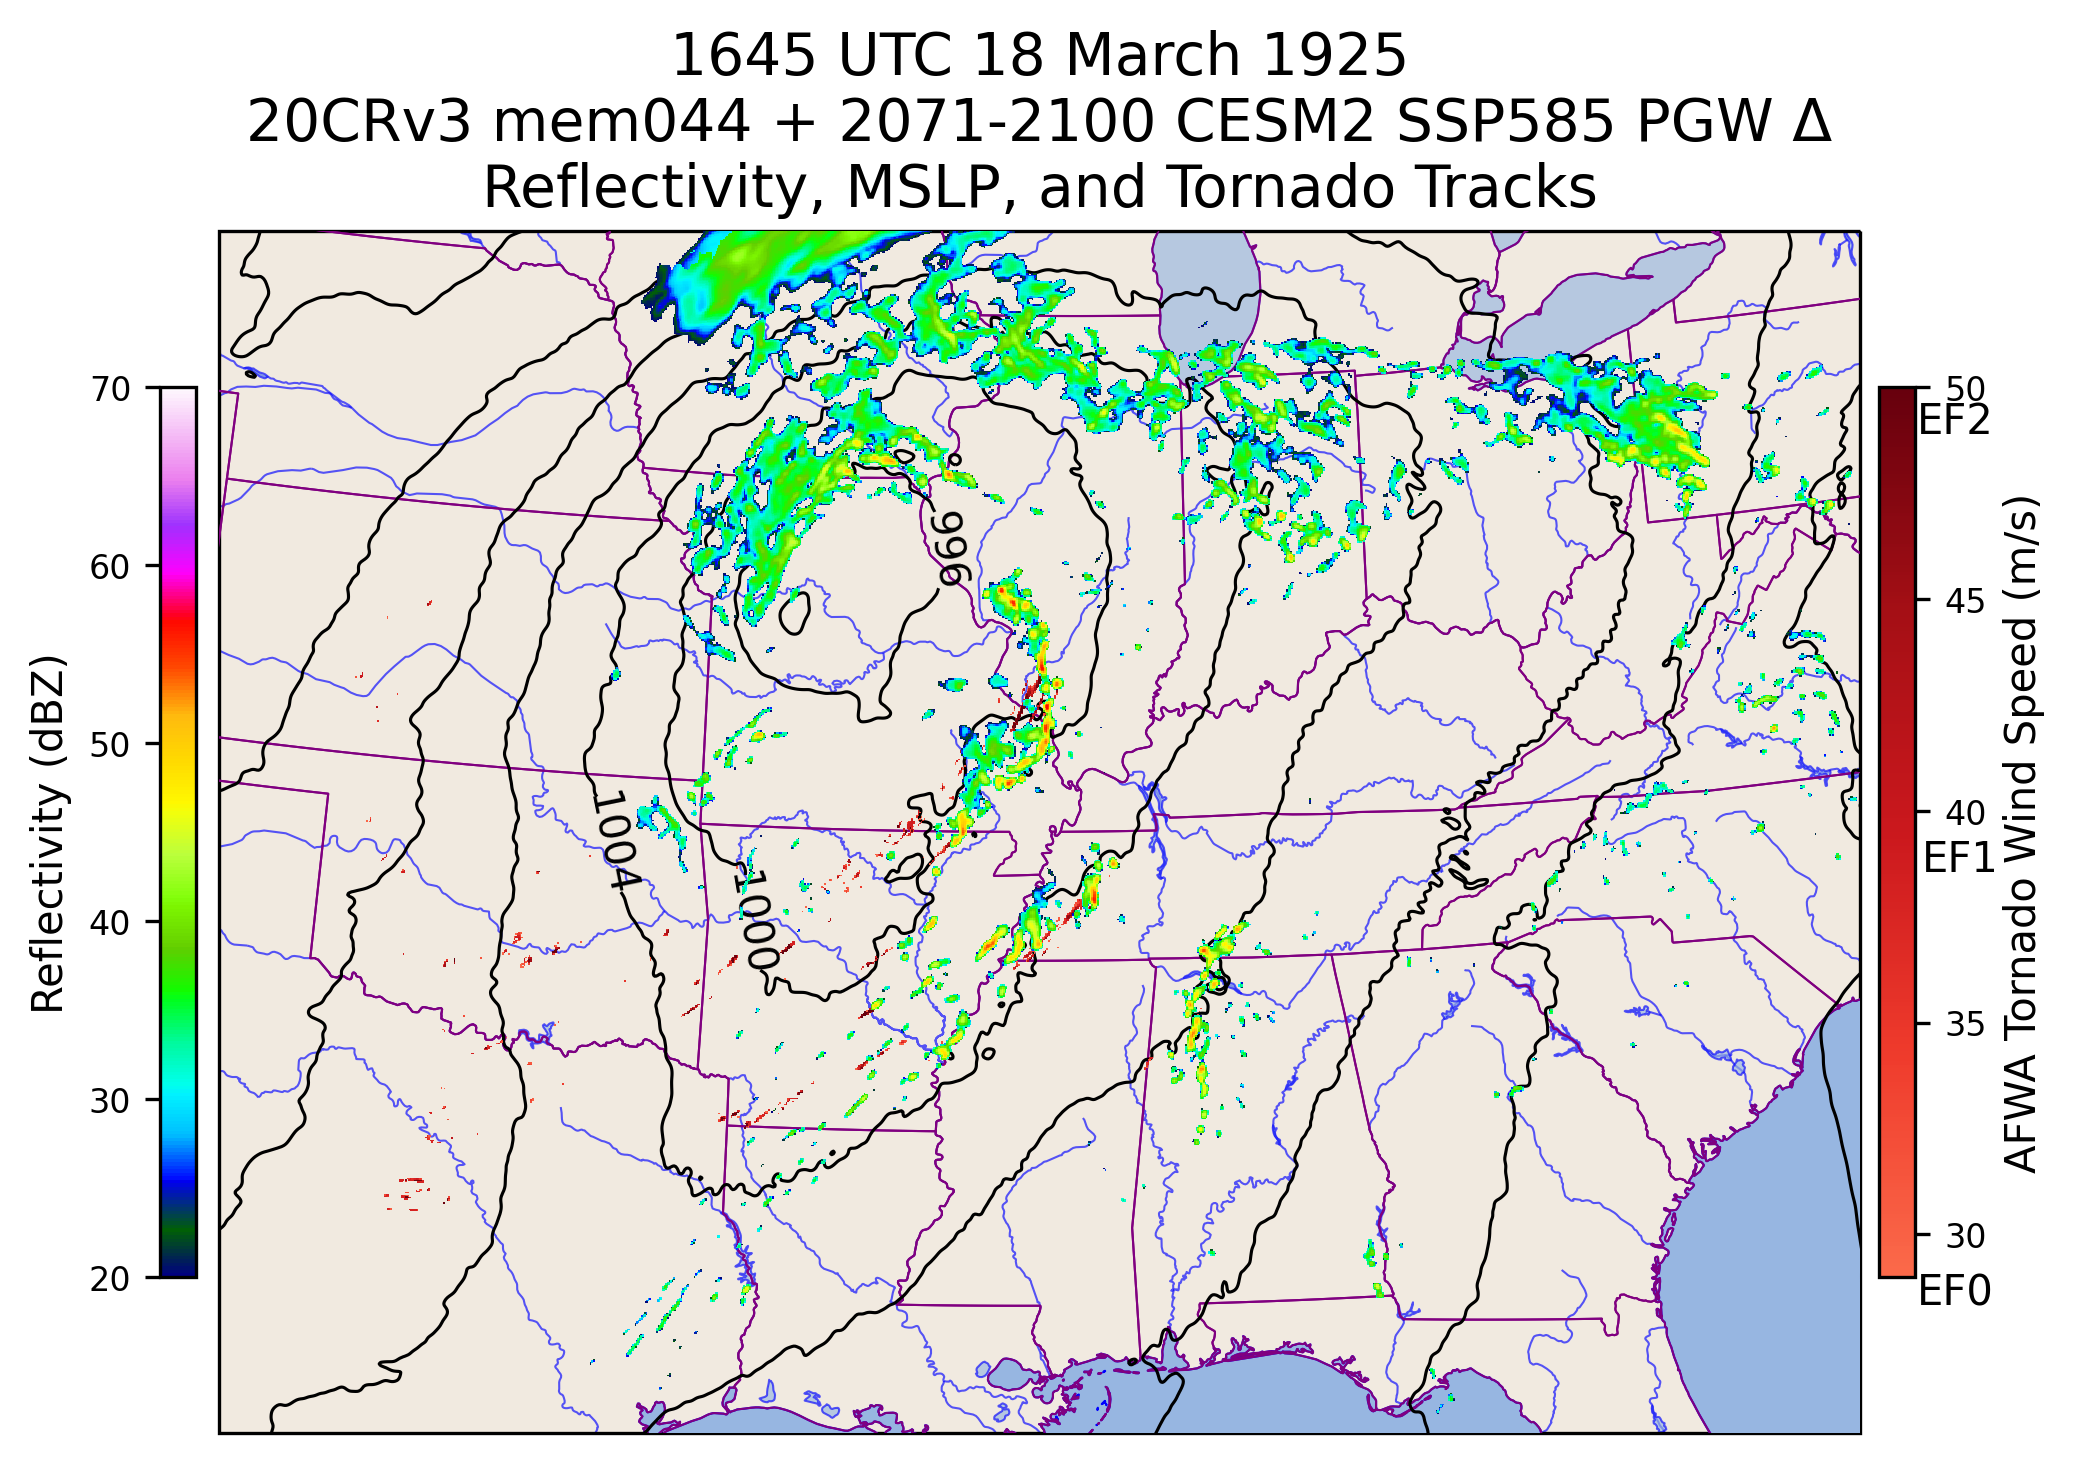 1645 UTC 18 March 1925
20CRv3 mem044 + 2071-2100 CESM2 SSP585 PGW Δ
Reflectivity, MSLP, and Tornado Tracks
Reflectivity (dBZ)
70
60
50
40
30
20
996
1004
1000
50
EF2
45
40
EF1
35
30
EF0
AFWA Tornado Wind Speed (m/s)